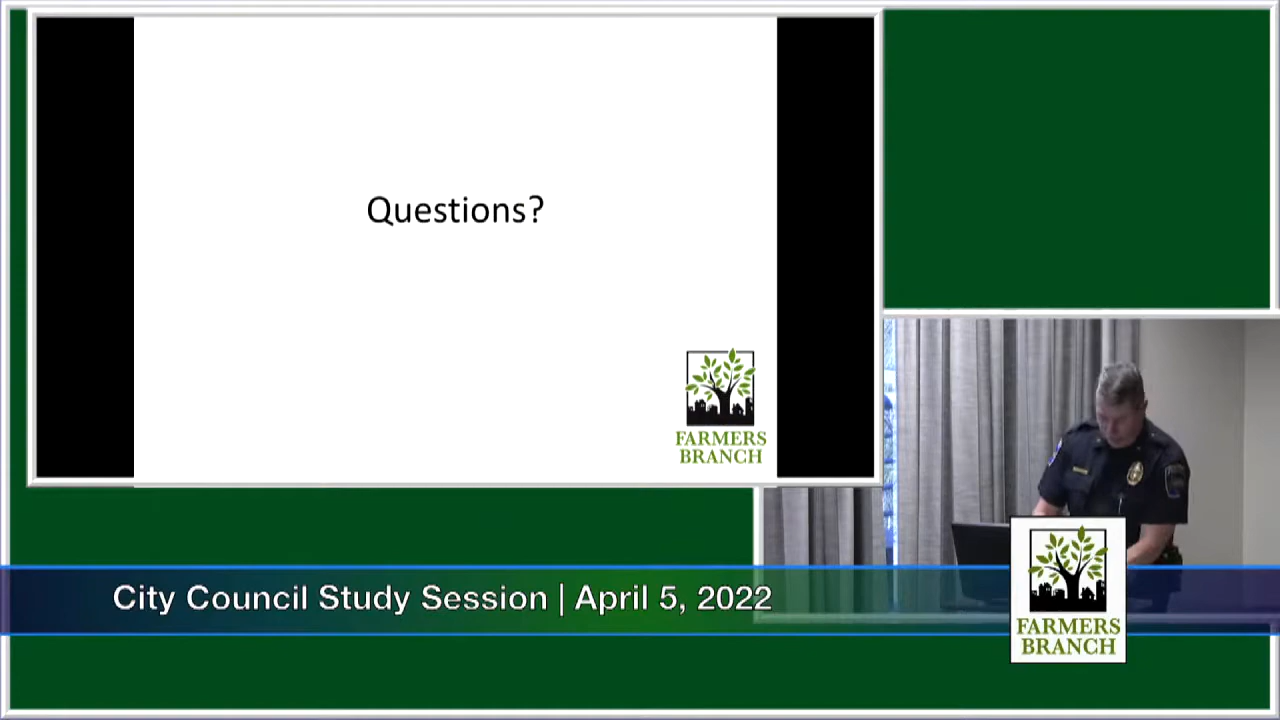 Questions?
FARMERS
BRANCH
City Council Study Session | April 5, 2022
FARMERS
BRANCH